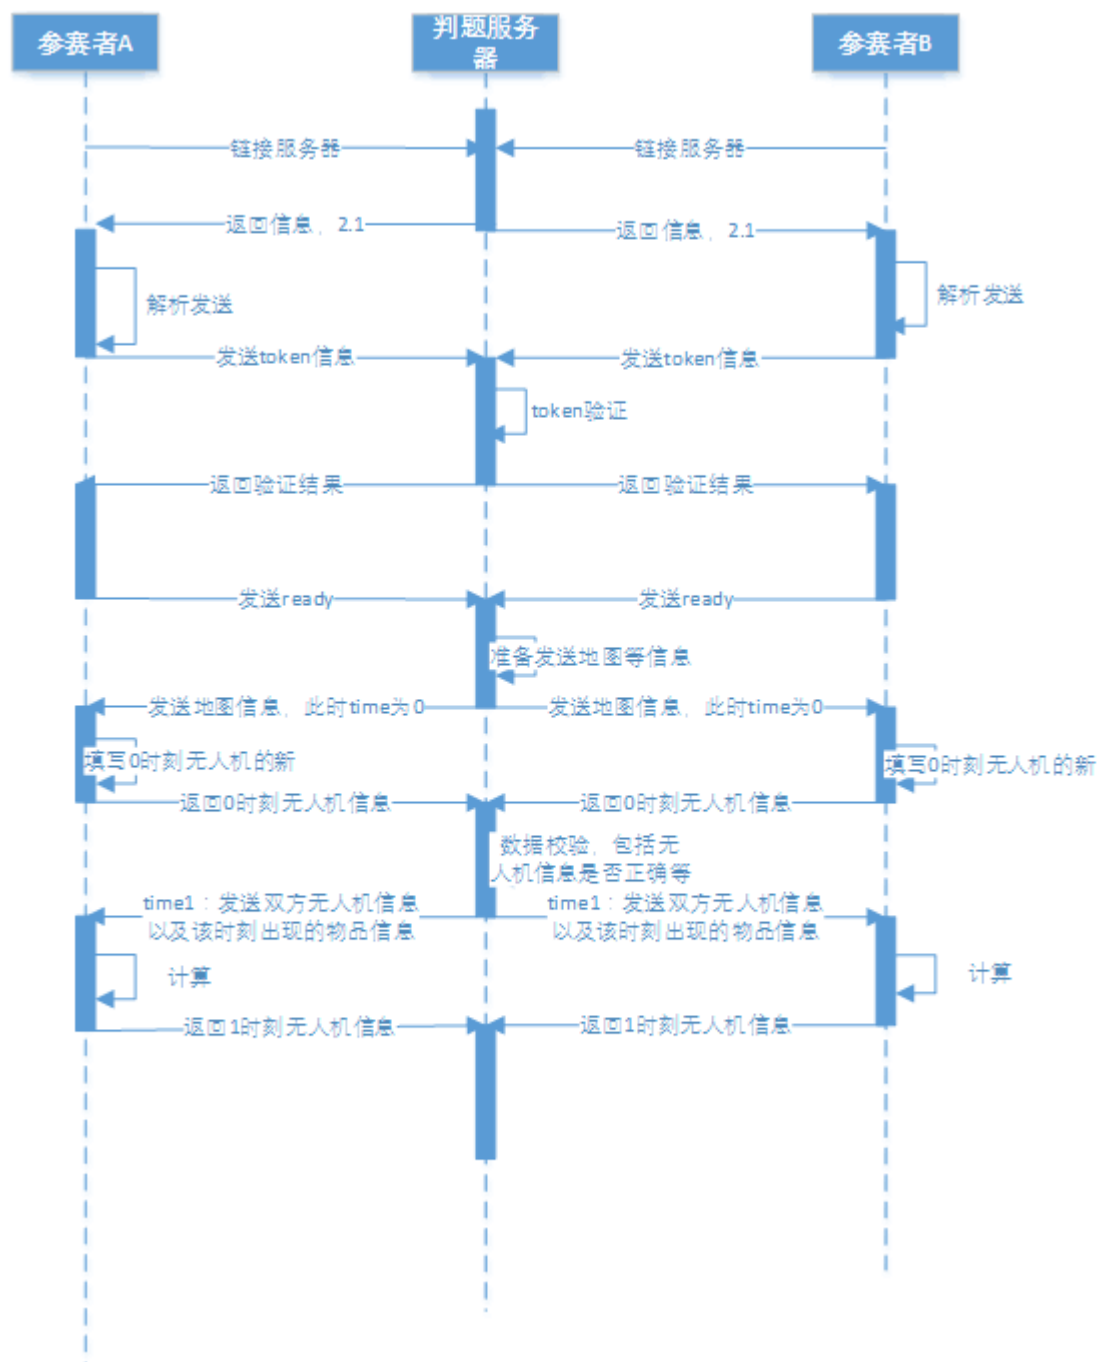 参赛者A
判题服务
器
参赛者B
链接服务器
链接服务器
返回信息，2.1
返回信息，2.1
解析发送
解析发送
发送token信息
发送token信息
token验证
返回验证结果
返回验证结果
发送ready
发送ready
准备发送地图等信息
发送地图信息，此时time为0
发送地图信息，此时time为0
填写0时刻无人机的新
填写0时刻无人机的新
返回0时刻无人机信息
返回0时刻无人机信息
数据校验，包括无
人机信息是否正确等
time1：发送双方无人机信息
以及该时刻出现的物品信息
time1：发送双方无人机信息
以及该时刻出现的物品信息
计算
计算
返回1时刻无人机信息
返回1时刻无人机信息